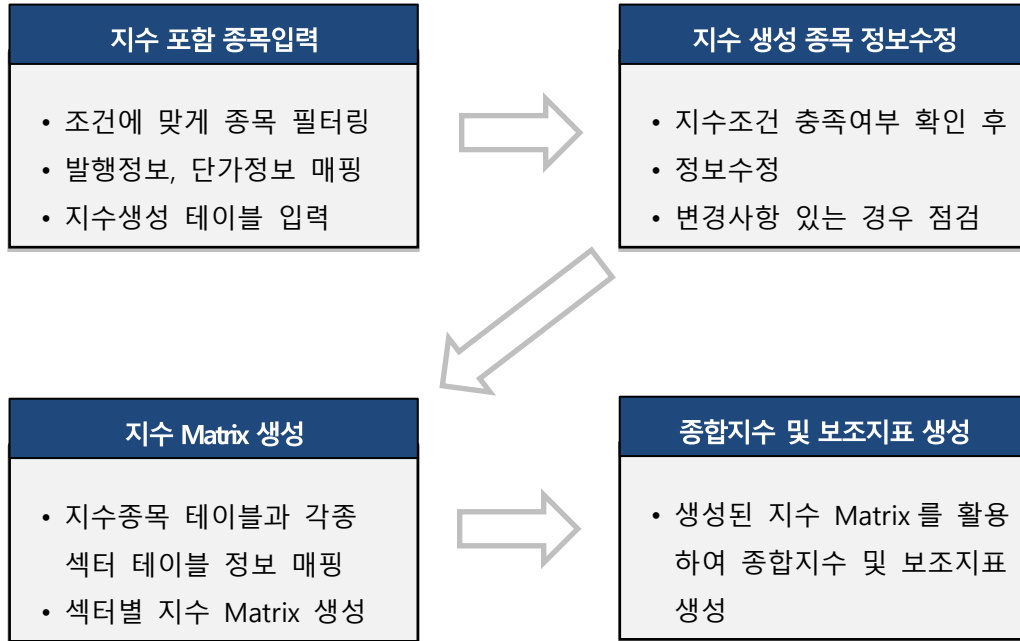 지수 포함 종목입력
• 조건에 맞게 종목 필터링
• 발행정보, 단가정보 매핑
• 지수생성 테이블 입력
지수 생성 종목 정보수정
• 지수조건 충족여부 확인 후
• 정보수정
• 변경사항 있는 경우 점검
지수 Matrix 생성
• 지수종목 테이블과 각종
섹터 테이블 정보 매핑
• 섹터별 지수 Matrix 생성
종합지수 및 보조지표 생성
• 생성된 지수 Matrix를 활용
하여 종합지수 및 보조지표
생성